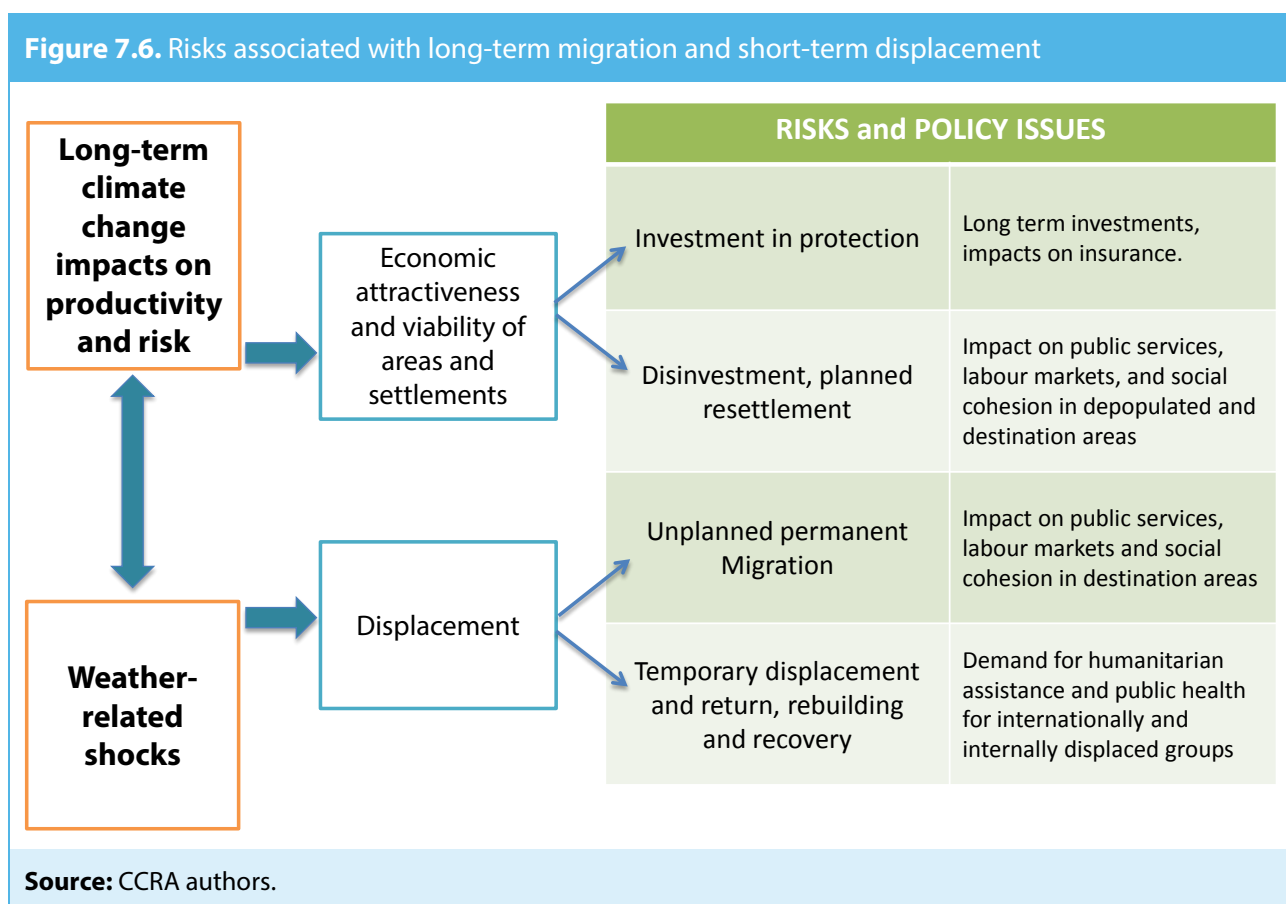 Figure 7.6. Risks associated with long-term migration and short-term displacement
Long-term
climate
change
impacts on
productivity
and risk
Weather-
related
shocks
Economic
attractiveness
and viability of
areas and
settlements
Displacement
RISKS and POLICY ISSUES
Investment in protection
Long term investments,
impacts on insurance.
Disinvestment, planned
resettlement
Impact on public services,
labour markets, and social
cohesion in depopulated and
destination areas
Unplanned permanent
Migration
Impact on public services,
labour markets and social
cohesion in destination areas
Temporary displacement
and return, rebuilding
and recovery
Demand for humanitarian
assistance and public health
for internationally and
internally displaced groups
Source: CCRA authors.